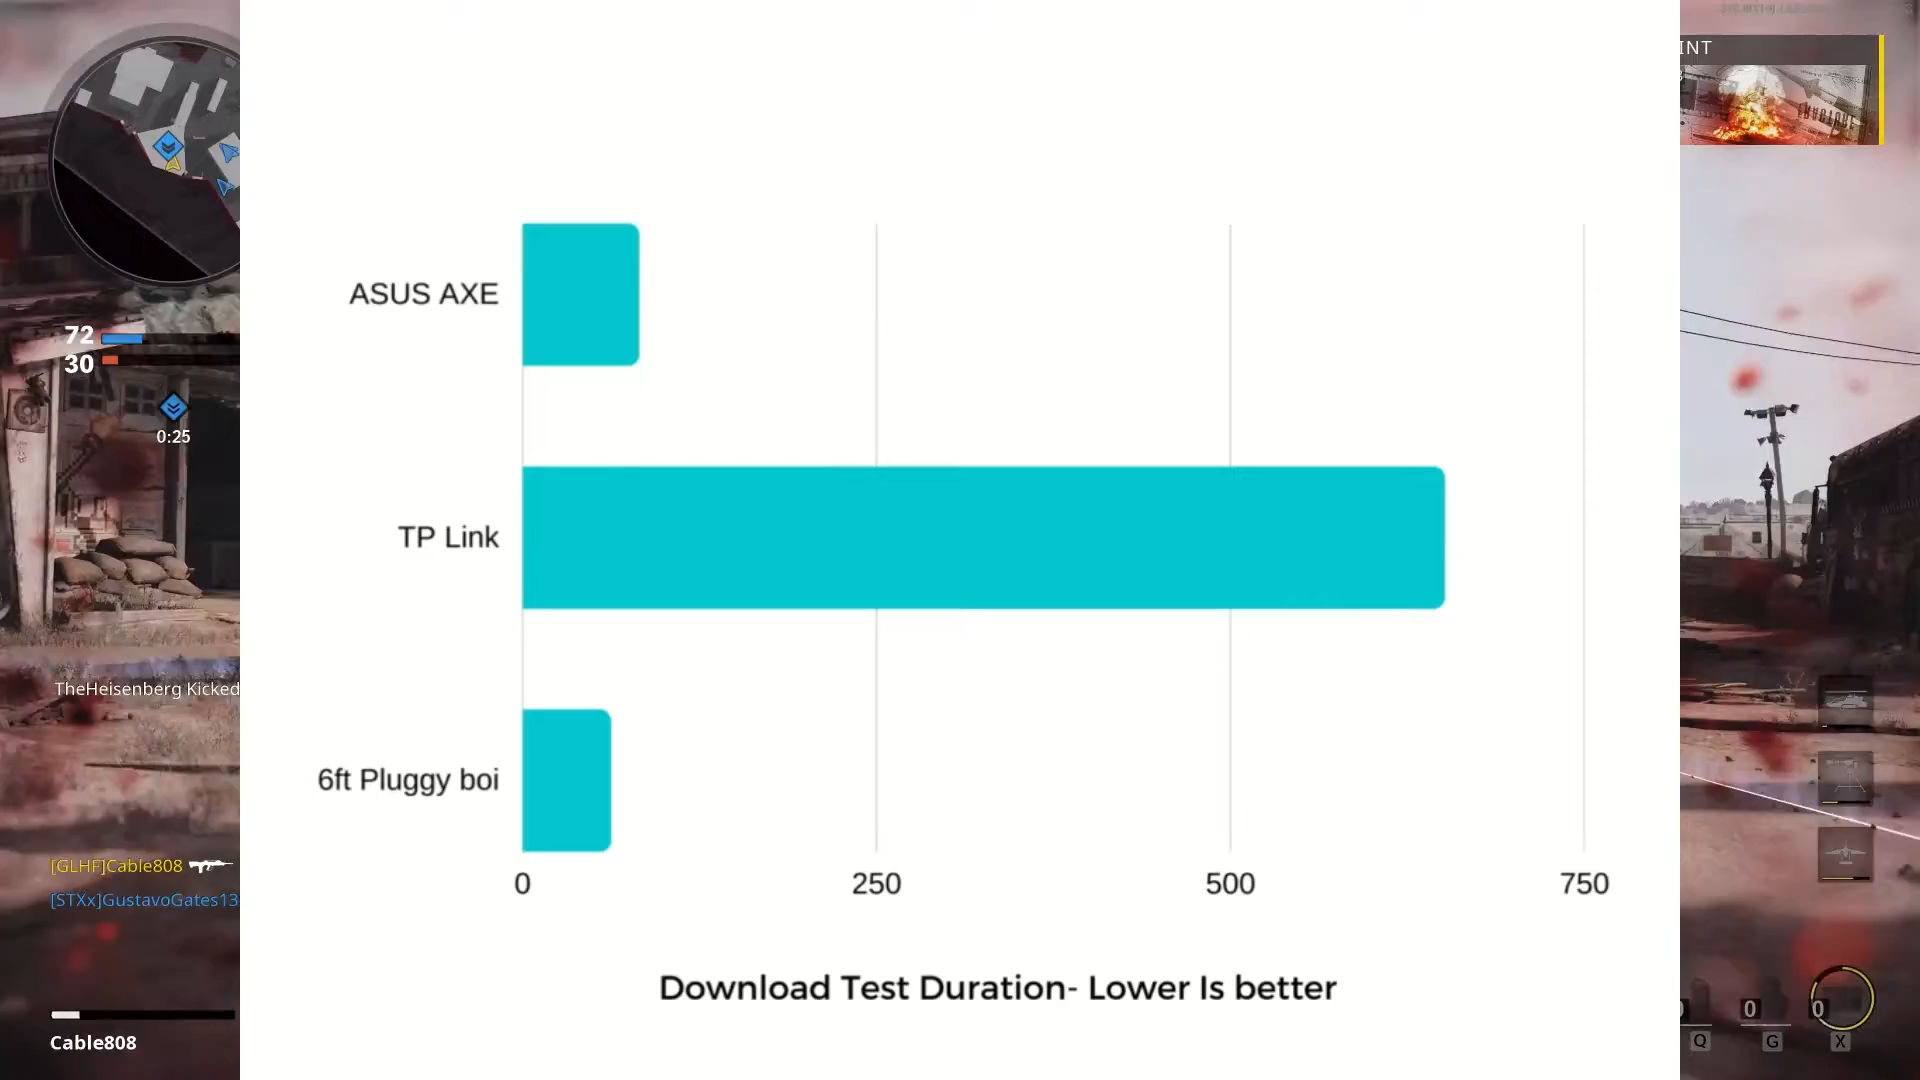 INT
ASUS AXE
72
30
0:25
TP Link
TheHeisenberg Kicked
6ft Pluggy boi
[GLHF]Cable808
[STXx]GustavoGates13
0 250 500 750
Download Test Duration- Lower Is better
Cable808
0 0
Q G X